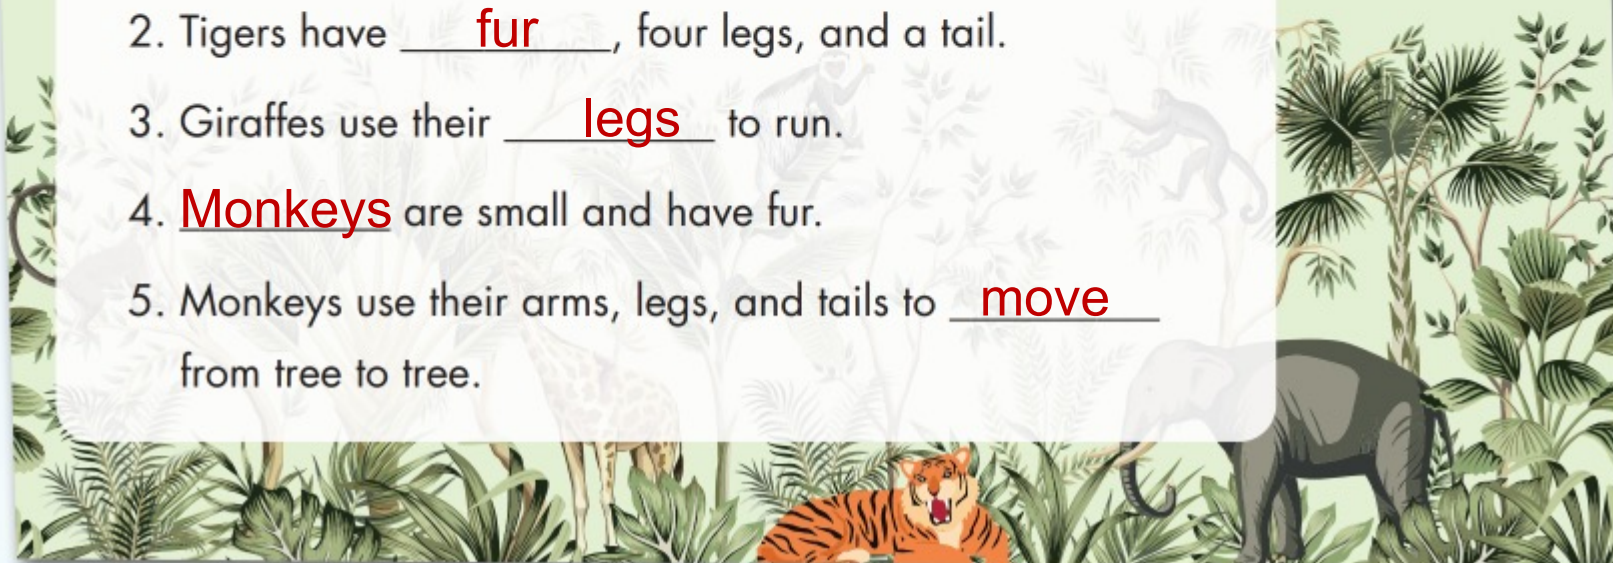 2. Tigers have fur, four legs, and a tail.
3. Giraffes use their legs to run.
4. Monkeys are small and have fur.
5. Monkeys use their arms, legs, and tails to move
from tree to tree.